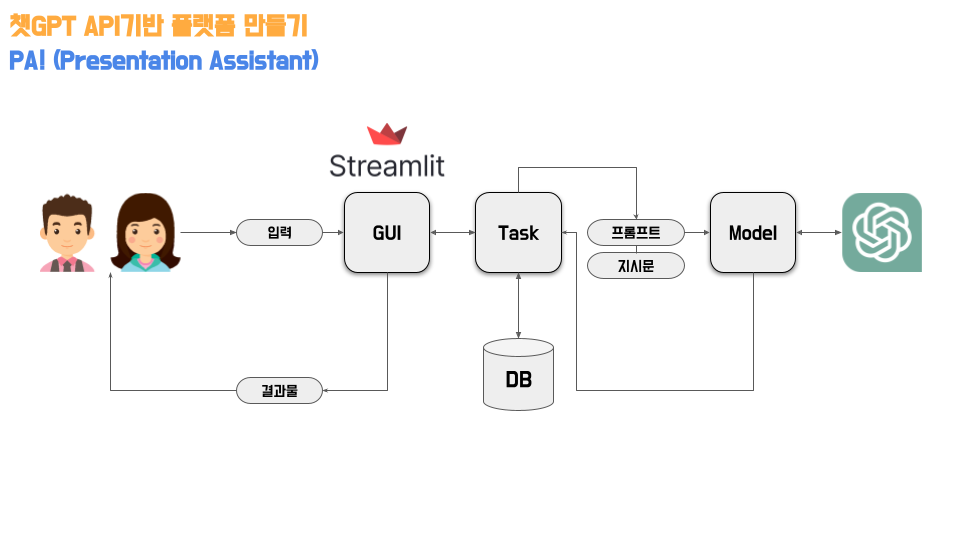 챗GPT API기반 플랫폼 만들기
PA! (Presentation Assistant)
Streamlit
입력
GUI
Task
프롬프트
지시문
Model
결과물
DB